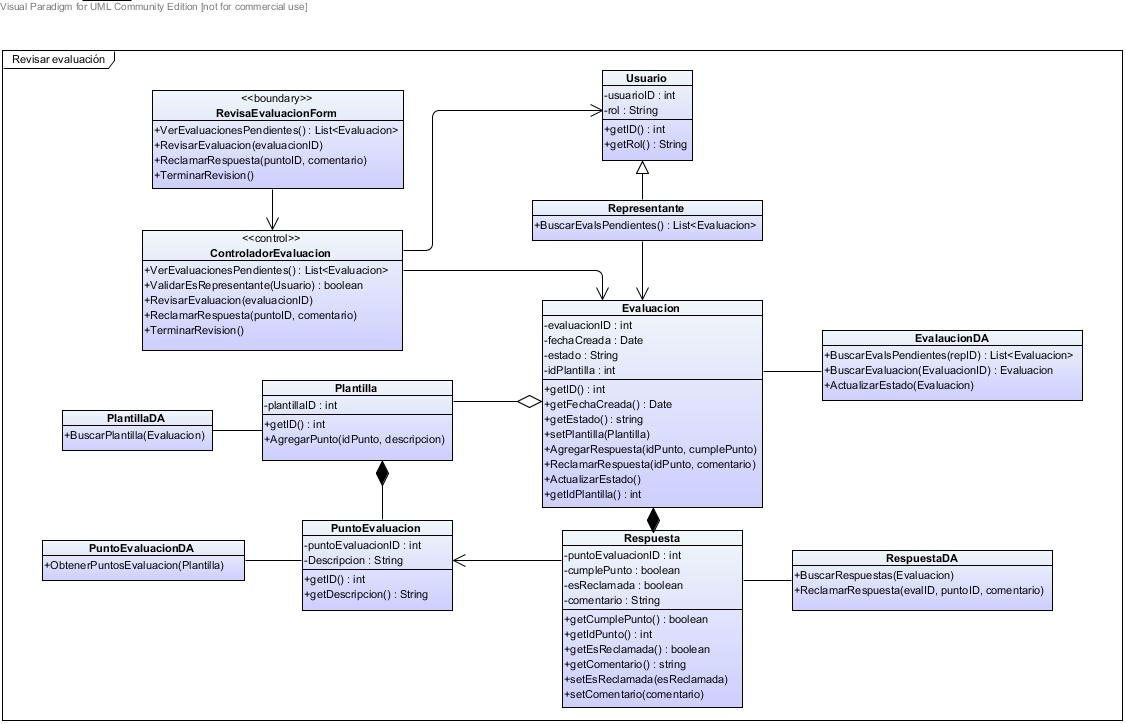 Visual Paradigm for UML Community Edition [not for commercial use]
Revisar evaluación
<<boundary>>
RevisaEvaluacionForm
+VerEvaluacionesPendientes() : List<Evaluacion>
+RevisarEvaluacion(evaluacionID)
+ReclamarRespuesta(puntoID, comentario)
+TerminarRevision()
Usuario
-usuarioID : int
-rol : String
+getID() : int
+getRol() : String
Representante
+BuscarEvalsPendientes() : List<Evaluacion>
<<control>>
ControladorEvaluacion
+VerEvaluacionesPendientes() : List<Evaluacion>
+ValidarEsRepresentante(Usuario) : boolean
+RevisarEvaluacion(evaluacionID)
+ReclamarRespuesta(puntoID, comentario)
+TerminarRevision()
Evaluacion
-evaluacionID : int
-fechaCreada : Date
-estado : String
-idPlantilla : int
+getID() : int
+getFechaCreada() : Date
+getEstado() : string
+setPlantilla(Plantilla)
+AgregarRespuesta(idPunto, cumplePunto)
+ReclamarRespuesta(idPunto, comentario)
+ActualizarEstado()
+getIdPlantilla() : int
EvalaucionDA
+BuscarEvalsPendientes(repID) : List<Evaluacion>
+BuscarEvaluacion(EvaluacionID) : Evaluacion
+ActualizarEstado(Evaluacion)
Plantilla
-plantillaID : int
+getID() : int
+AgregarPunto(idPunto, descripcion)
PlantillaDA
+BuscarPlantilla(Evaluacion)
PuntoEvaluacion
-puntoEvaluacionID : int
-Descripcion : String
+getID() : int
+getDescripcion() : String
PuntoEvaluacionDA
+ObtenerPuntosEvaluacion(Plantilla)
Respuesta
-puntoEvaluacionID : int
-cumplePunto : boolean
-esReclamada : boolean
-comentario : String
+getCumplePunto() : boolean
+getIdPunto() : int
+getEsReclamada() : boolean
+getComentario() : string
+setEsReclamada(esReclamada)
+setComentario(comentario)
RespuestaDA
+BuscarRespuestas(Evaluacion)
+ReclamarRespuesta(evalID, puntoID, comentario)